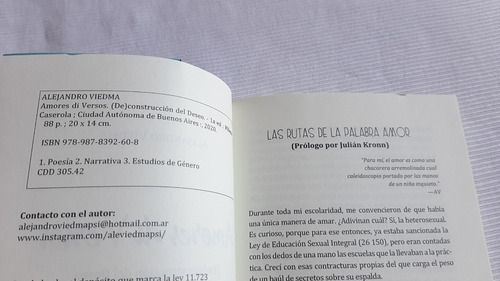 ALEJANDRO VIEDMA
Amores di Versos. (De)construcción del Deseo. - 1a ed -
Caserola ; Ciudad Autónoma de Buenos Aires -, 2020.
88 p. ; 20 x 14 cm.
ISBN 978-987-8392-60-8
1. Poesía 2. Narrativa 3. Estudios de Género
CDD 305.42
Contacto con el autor:
alejandroviedmapsi@hotmail.com.ar
www.instagram.com/aleviedmapsi/
depósito que marca la ley 11.723
LAS RUTAS DE LA PALABRA AMOR
(Prólogo por Julián Kronn)
"Para mí, el amor es como una
chacarera arremolinada cual
caleidoscopio portado por las manos
de un niño inquieto."
— AV
Durante toda mi escolaridad, me convencieron de que había
una única manera de amar. ¿Adivinan cuál? Sí, la heterosexual.
Es curioso, porque para ese entonces, ya estaba sancionada la
Ley de Educación Sexual Integral (26 150), pero eran contadas
con los dedos de una mano las escuelas que la llevaban a la prác-
tica. Crecí con esas contracturas propias del que carga el peso
de un baúl de secretos sobre su espalda.